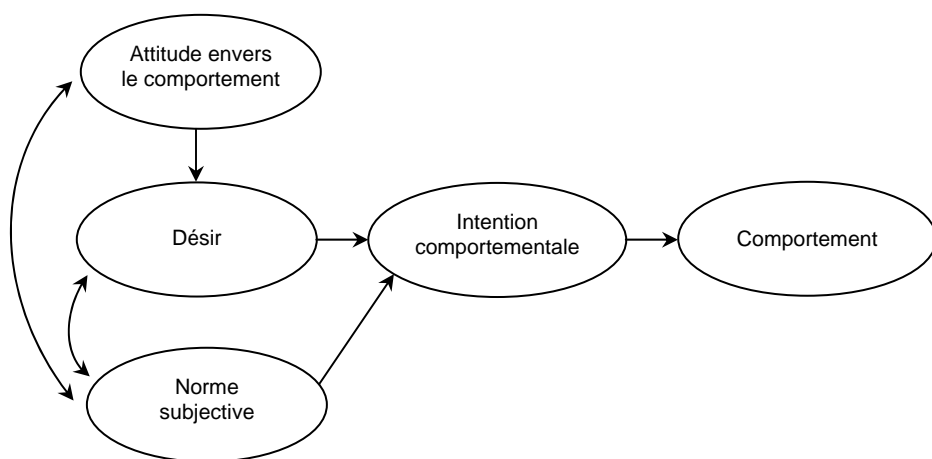 Attitude envers
le comportement
Désir
Intention
comportementale
Comportement
Norme
subjective